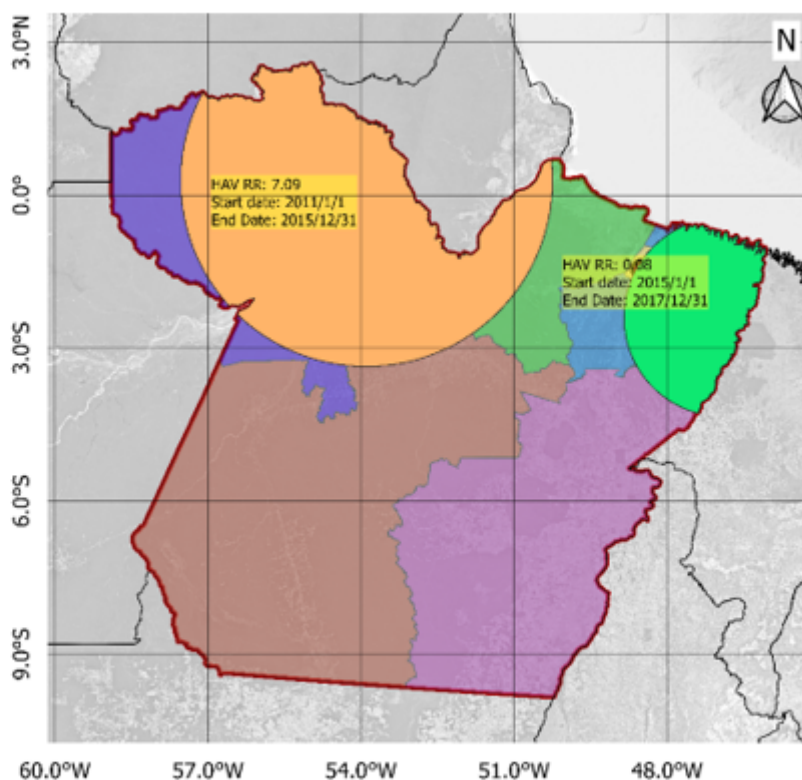 3.0°N
N
0.0°
HAV RR: 7.09
Start date: 2011/1/1
End Date: 2015/12/31
HAV RR: 0.08
Start date: 2015/1/1
End Date: 2017/12/31
3.0°S
6.0°S
9.0°S
60.0°W 57.0°W 54.0°W 51.0°W 48.0°W